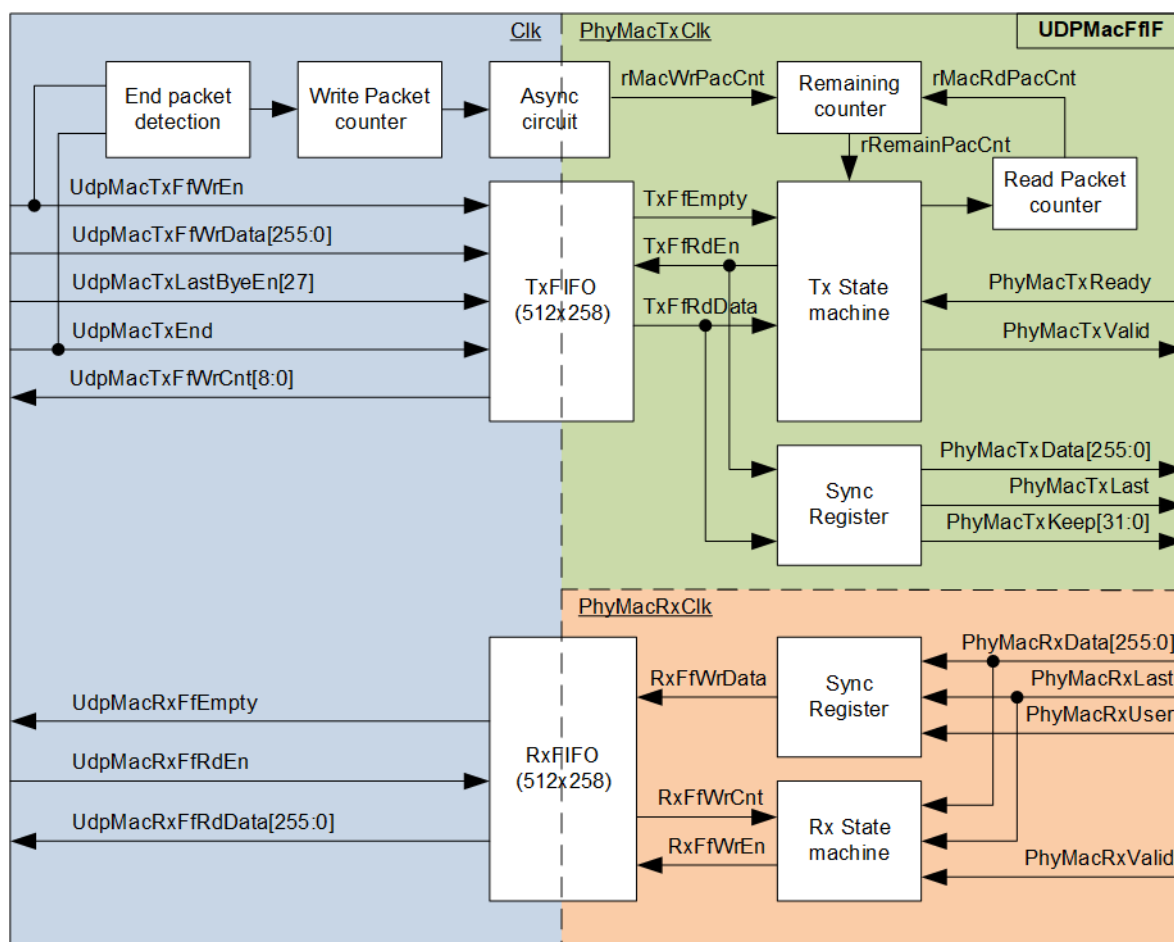 Clk
PhyMacTxClk
UDPMacFfIF
End packet
detection
Write Packet
counter
Async
circuit
rMacWrPacCnt
Remaining
counter
rMacRdPacCnt
rRemainPacCnt
Read Packet
counter
UdpMacTxFfWrEn
UdpMacTxFfWrData[255:0]
UdpMacTxLastByeEn[27]
UdpMacTxEnd
UdpMacTxFfWrCnt[8:0]
TxFIFO
(512x258)
TxFfEmpty
TxFfRdEn
TxFfRdData
Tx State
machine
PhyMacTxReady
PhyMacTxValid
Sync
Register
PhyMacTxData[255:0]
PhyMacTxLast
PhyMacTxKeep[31:0]
PhyMacRxClk
UdpMacRxFfEmpty
UdpMacRxFfRdEn
UdpMacRxFfRdData[255:0]
RxFIFO
(512x258)
RxFfWrData
RxFfWrCnt
RxFfWrEn
Sync
Register
PhyMacRxData[255:0]
PhyMacRxLast
PhyMacRxUser
Rx State
machine
PhyMacRxValid